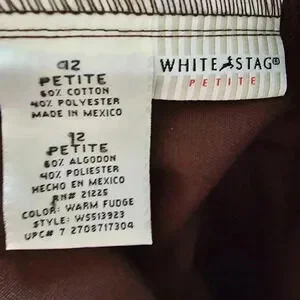 12
PETITE
60% COTTON
40% POLYESTER
MADE IN MEXICO
12
PETITE
60% ALGODON
40% POLIESTER
HECHO EN MEXICO
RN# 21225
COLOR: WARM FUDGE
STYLE: WS513923
UPC# 7 2708717304
WHITE STAG®
PETITE